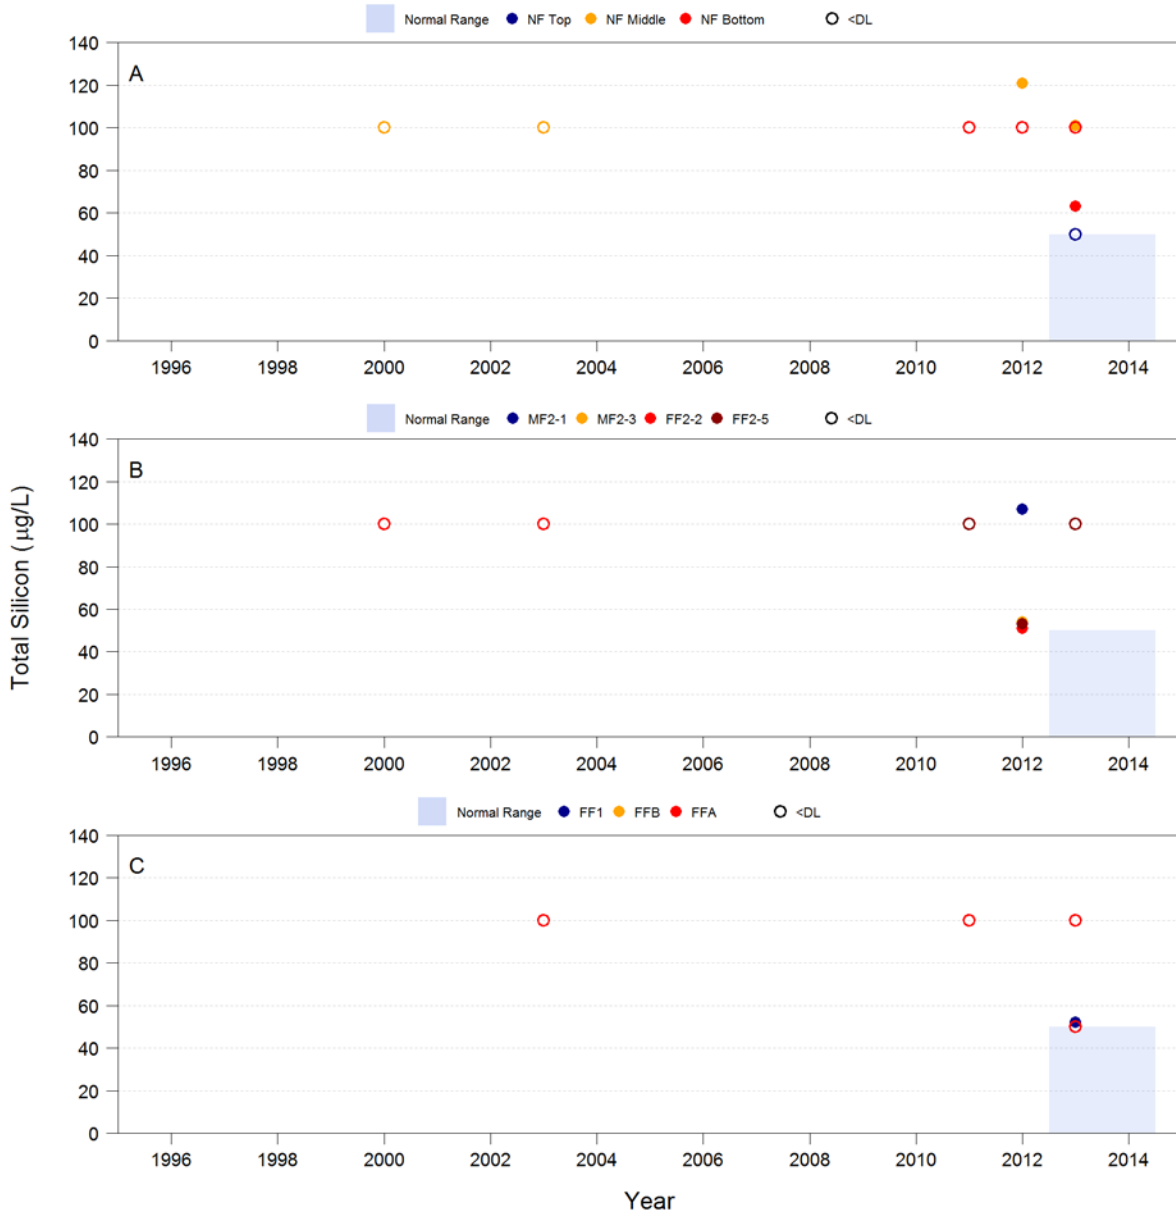 Normal Range NF Top NF Middle NF Bottom <DL
A
140
120
100
80
60
40
20
0
1996 1998 2000 2002 2004 2006 2008 2010 2012 2014
Normal Range MF2-1 MF2-3 FF2-2 FF2-5 <DL
B
140
120
100
80
60
40
20
0
1996 1998 2000 2002 2004 2006 2008 2010 2012 2014
Total Silicon ( µg/L)
Normal Range FF1 FFB FFA <DL
C
140
120
100
80
60
40
20
0
1996 1998 2000 2002 2004 2006 2008 2010 2012 2014
Year